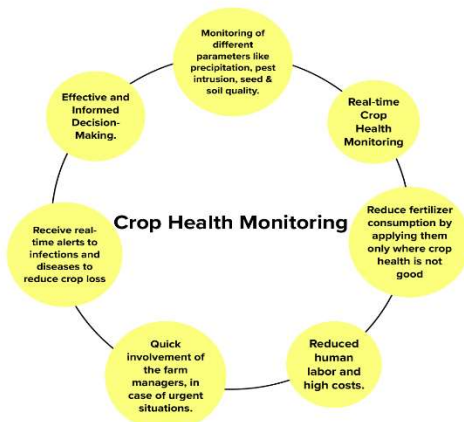 Monitoring of
different
parameters like
precipitation, pest
intrusion, seed &
soil quality.
Real-time
Crop
Health
Monitoring
Reduce fertilizer
consumption by
applying them
only where crop
health is not
good
Reduced
human
labor and
high costs.
Quick
involvement of
the farm
managers, in
case of urgent
situations.
Receive real-
time alerts to
infections and
diseases to
reduce crop loss
Effective and
Informed
Decision-
Making.
Crop Health Monitoring